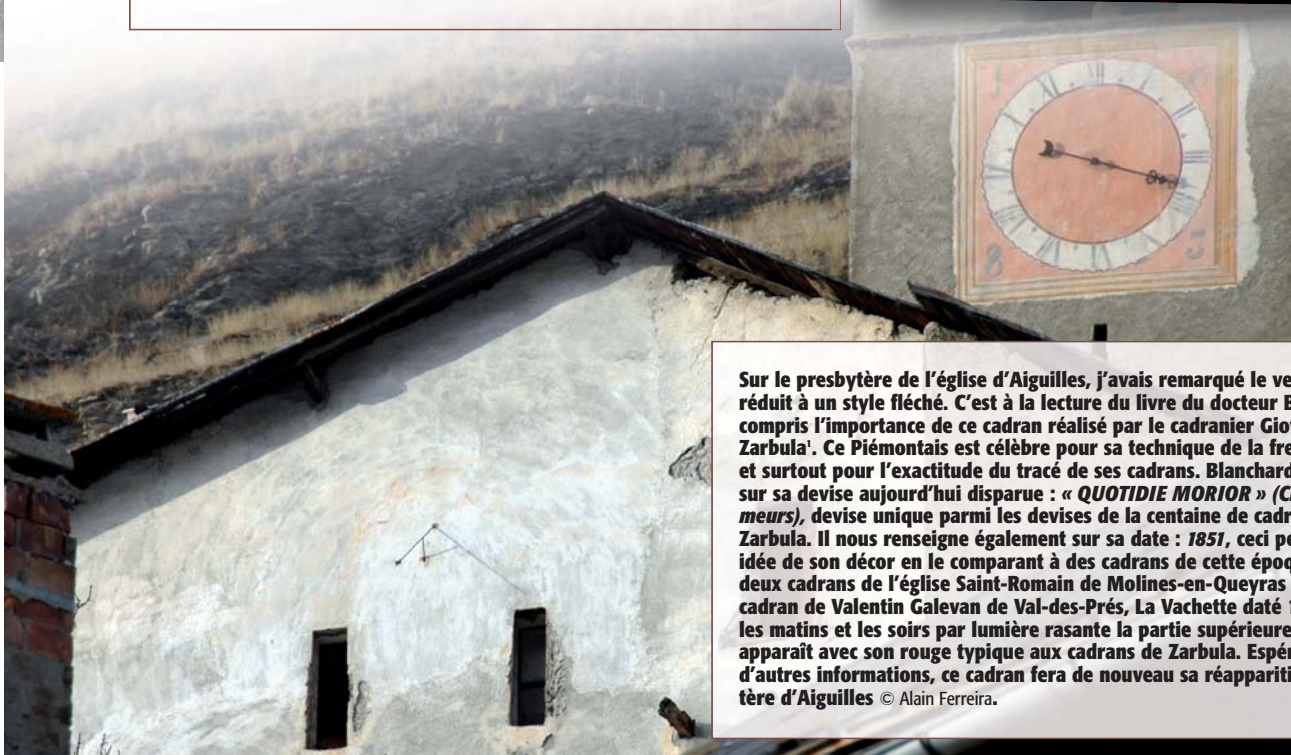 Sur le presbytère de l'église d'Aiguilles, j'avais remarqué le ve
réduit à un style fléché. C'est à la lecture du livre du docteur B
compris l'importance de ce cadran réalisé par le cadranier Gio
Zarbula¹. Ce Piémontais est célèbre pour sa technique de la fre
et surtout pour l'exactitude du tracé de ses cadrans. Blanchard
sur sa devise aujourd'hui disparue : « QUOTIDIE MORIOR » (C
meurs), devise unique parmi les devises de la centaine de cadr
Zarbula. Il nous renseigne également sur sa date : 1851, ceci pe
idée de son décor en le comparant à des cadrans de cette époq
deux cadrans de l'église Saint-Romain de Molines-en-Queyras
cadran de Valentin Galevan de Val-des-Prés, La Vachette daté 1
les matins et les soirs par lumière rasante la partie supérieure
apparaît avec son rouge typique aux cadrans de Zarbula. Espér
d'autres informations, ce cadran fera de nouveau sa réappariti
tère d'Aiguilles © Alain Ferreira.